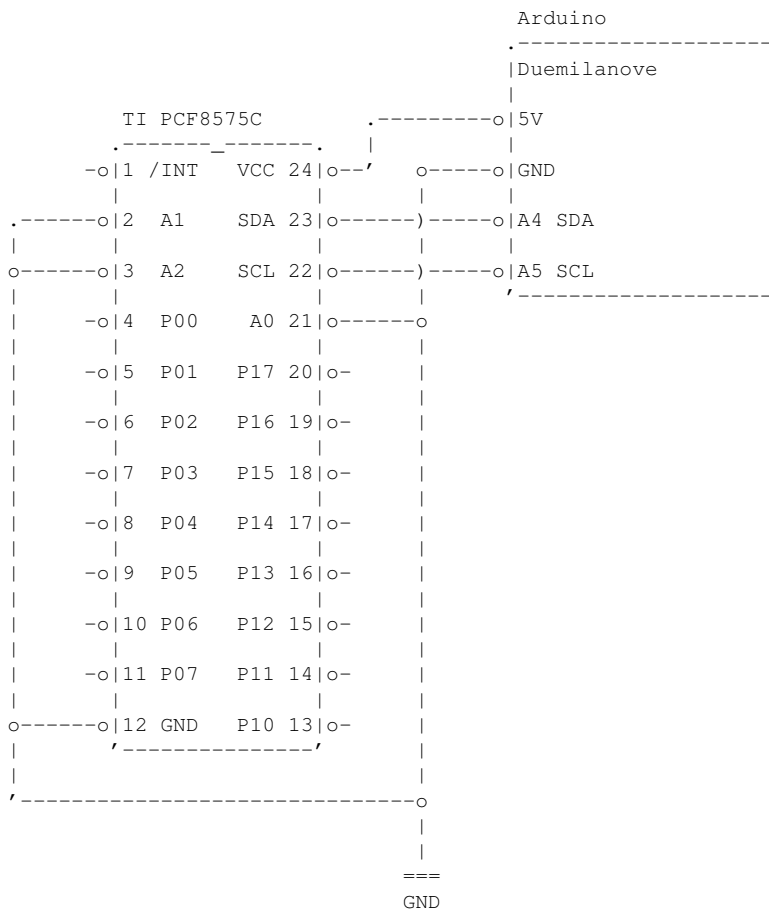 Arduino
Duemilanove
TI PCF8575C
5V
1 /INT VCC 24 GND
2 A1 SDA 23 A4 SDA
3 A2 SCL 22 A5 SCL
4 P00 A0 21
5 P01 P17 20
6 P02 P16 19
7 P03 P15 18
8 P04 P14 17
9 P05 P13 16
10 P06 P12 15
11 P07 P11 14
12 GND P10 13
GND